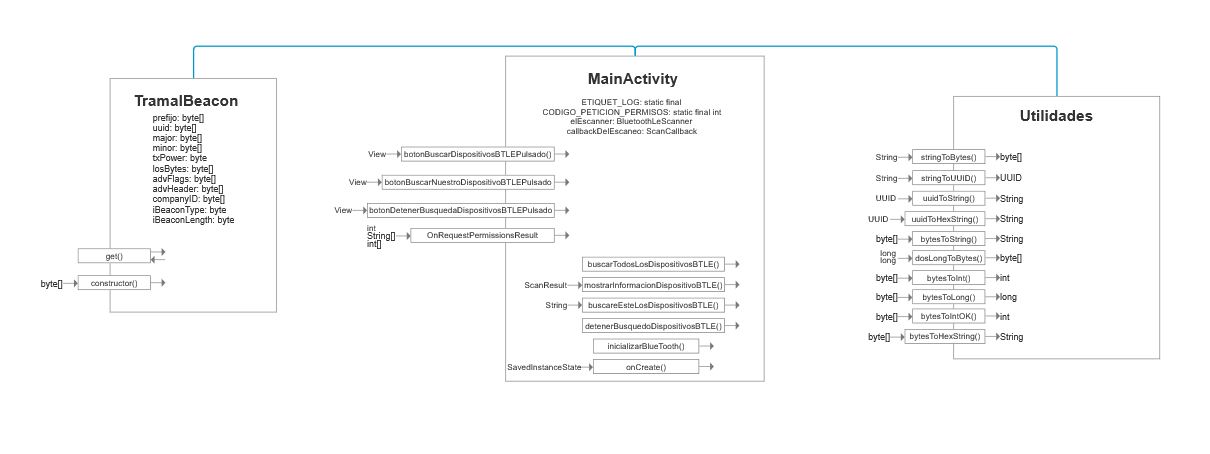 TramaIBeacon
prefijo: byte[]
uuid: byte[]
major: byte[]
minor: byte[]
txPower: byte
losBytes: byte[]
advFlags: byte[]
advHeader: byte[]
companyID: byte[]
iBeaconType: byte
iBeaconLength: byte
get()
byte[] constructor()
MainActivity
ETIQUET_LOG: static final
CODIGO_PETICION_PERMISOS: static final int
elEscanner: BluetoothLeScanner
callbackDelEscaneo: ScanCallback
View botonBuscarDispositivosBTLEPulsado()
View botonBuscarNuestroDispositivoBTLEPulsado
View botonDetenerBusquedaDispositivosBTLEPulsado
int
String[] OnRequestPermissionsResult
int[]
buscarTodosLosDispositivosBTLE()
ScanResult mostrarInformacionDispositivoBTLE()
String buscareEsteLosDispositivosBTLE()
detenerBusquedoDispositivosBTLE()
inicializarBlueTooth()
SavedInstanceState onCreate()
Utilidades
String stringToBytes() byte[]
String stringToUUID() UUID
UUID uuidToString() String
UUID uuidToHexString() String
byte[] bytesToString() String
long
long dosLongToBytes() byte[]
byte[] bytesToInt() int
byte[] bytesToLong() long
byte[] bytesToIntOK() int
byte[] bytesToHexString() String